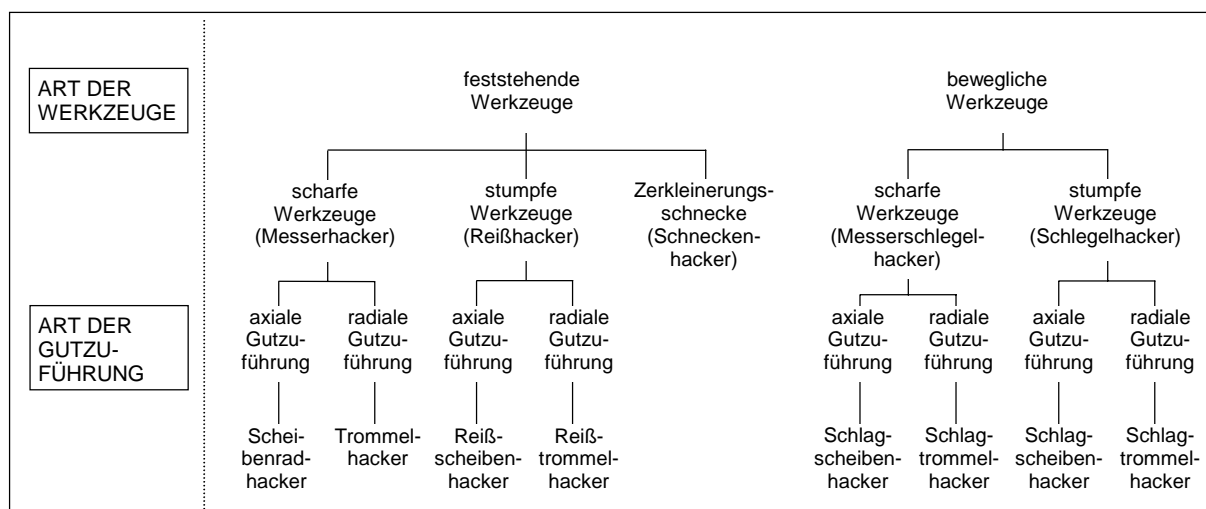 ART DER
WERKZEUGE
feststehende
Werkzeuge
bewegliche
Werkzeuge
scharfe
Werkzeuge
(Messerhacker)
stumpfe
Werkzeuge
(Reißhacker)
Zerkleinerungs-
schnecke
(Schnecken-
hacker)
scharfe
Werkzeuge
(Messerschlegel-
hacker)
stumpfe
Werkzeuge
(Schlegelhacker)
ART DER
GUTZU-
FÜHRUNG
axiale
Gutzu-
führung
radiale
Gutzu-
führung
axiale
Gutzu-
führung
radiale
Gutzu-
führung
axiale
Gutzu-
führung
radiale
Gutzu-
führung
axiale
Gutzu-
führung
radiale
Gutzu-
führung
Schei-
benrad-
hacker
Trommel-
hacker
Reiß-
scheiben-
hacker
Reiß-
trommel-
hacker
Schlag-
scheiben-
hacker
Schlag-
trommel-
hacker
Schlag-
scheiben-
hacker
Schlag-
trommel-
hacker